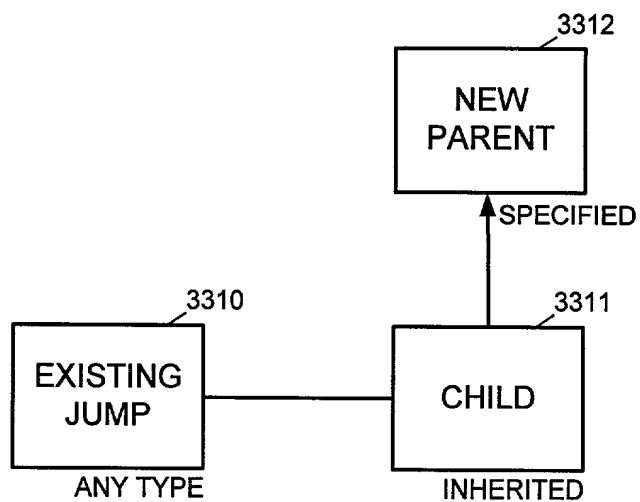 3312
NEW
PARENT
SPECIFIED
3310
EXISTING
JUMP
ANY TYPE
3311
CHILD
INHERITED